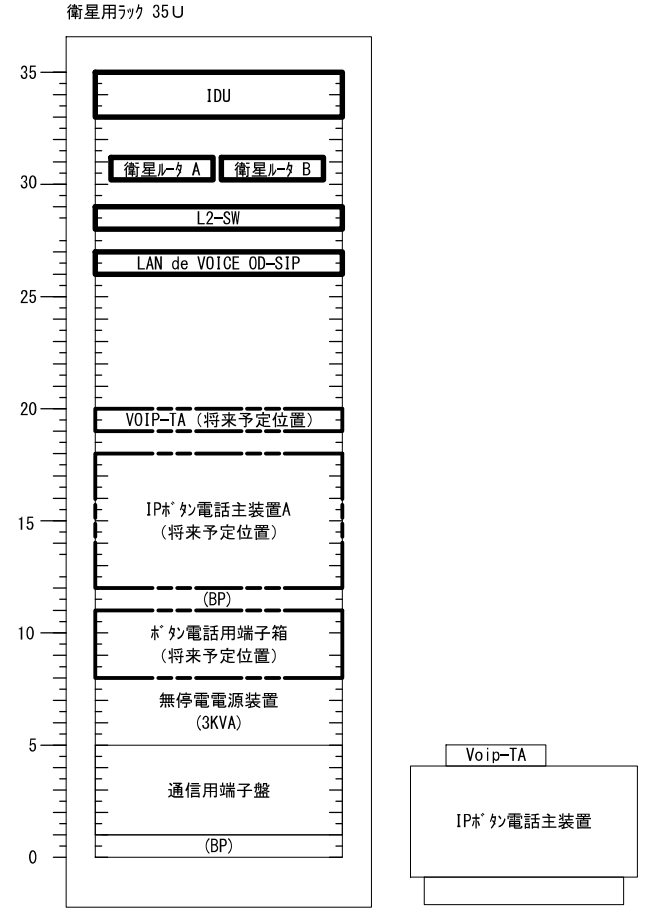 衛星用ﾗｯｸ 35U
35
IDU
衛星ﾙｰﾀ A
衛星ﾙｰﾀ B
30
L2-SW
LAN de VOICE OD-SIP
25
20
VOIP-TA (将来予定位置)
IPﾎﾞﾀﾝ電話主装置A
15
(将来予定位置)
(BP)
10
ﾎﾞﾀﾝ電話用端子箱
(将来予定位置)
無停電電源装置
(3KVA)
5
通信用端子盤
(BP)
0
Voip-TA
IPﾎﾞﾀﾝ電話主装置